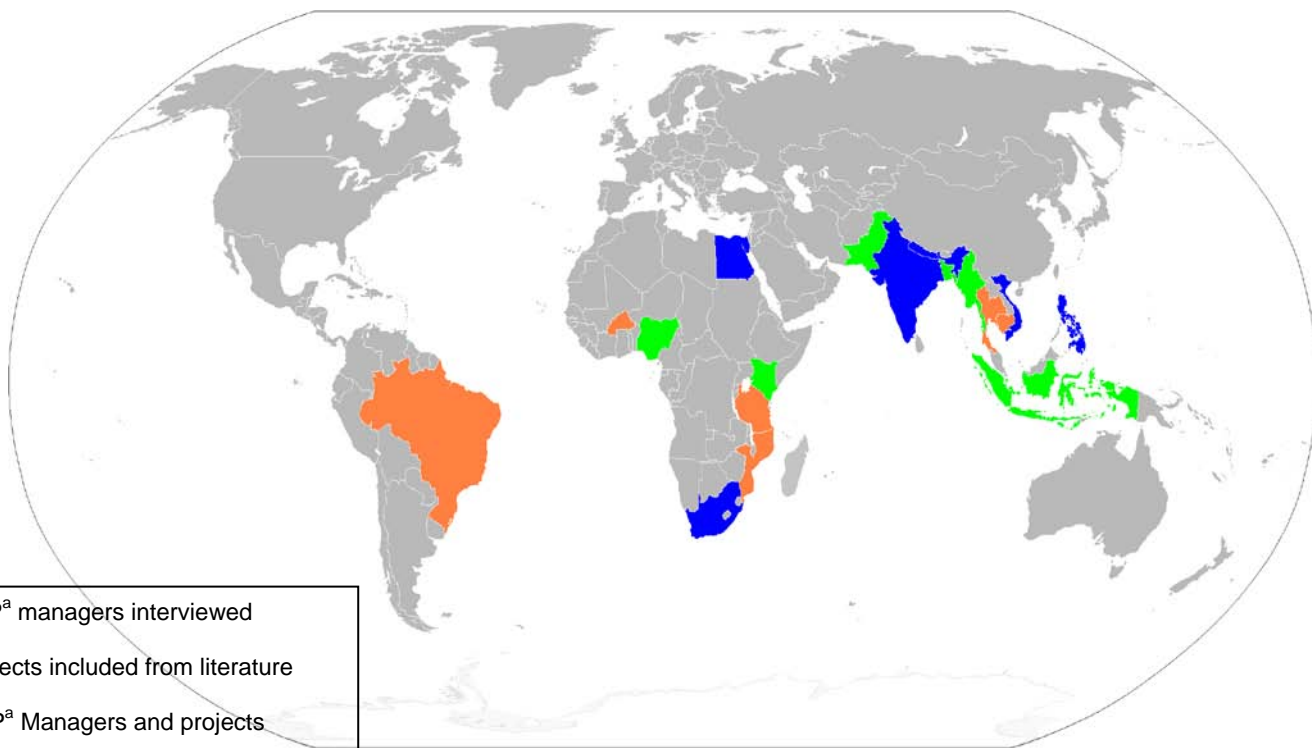 ᵃ managers interviewed
ects included from literature
ᵃ Managers and projects